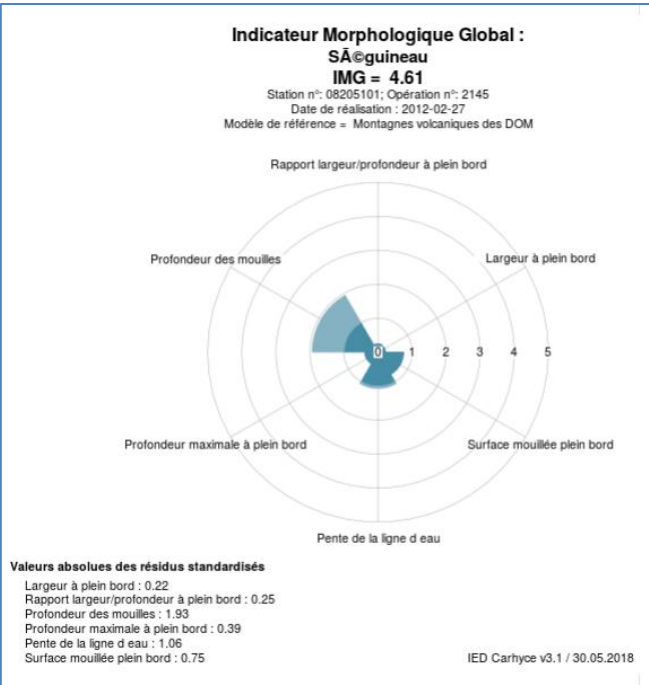 Indicateur Morphologique Global :
SÃ©guineau
IMG = 4.61
Station n°: 08205101; Opération n°: 2145
Date de réalisation : 2012-02-27
Modèle de référence = Montagnes volcaniques des DOM
Rapport largeur/profondeur à plein bord
Profondeur des mouilles
Largeur à plein bord
0 1 2 3 4 5
Profondeur maximale à plein bord
Surface mouillée plein bord
Pente de la ligne d eau
Valeurs absolues des résidus standardisés
Largeur à plein bord : 0.22
Rapport largeur/profondeur à plein bord : 0.25
Profondeur des mouilles : 1.93
Profondeur maximale à plein bord : 0.39
Pente de la ligne d eau : 1.06
Surface mouillée plein bord : 0.75
IED Carhyce v3.1 / 30.05.2018